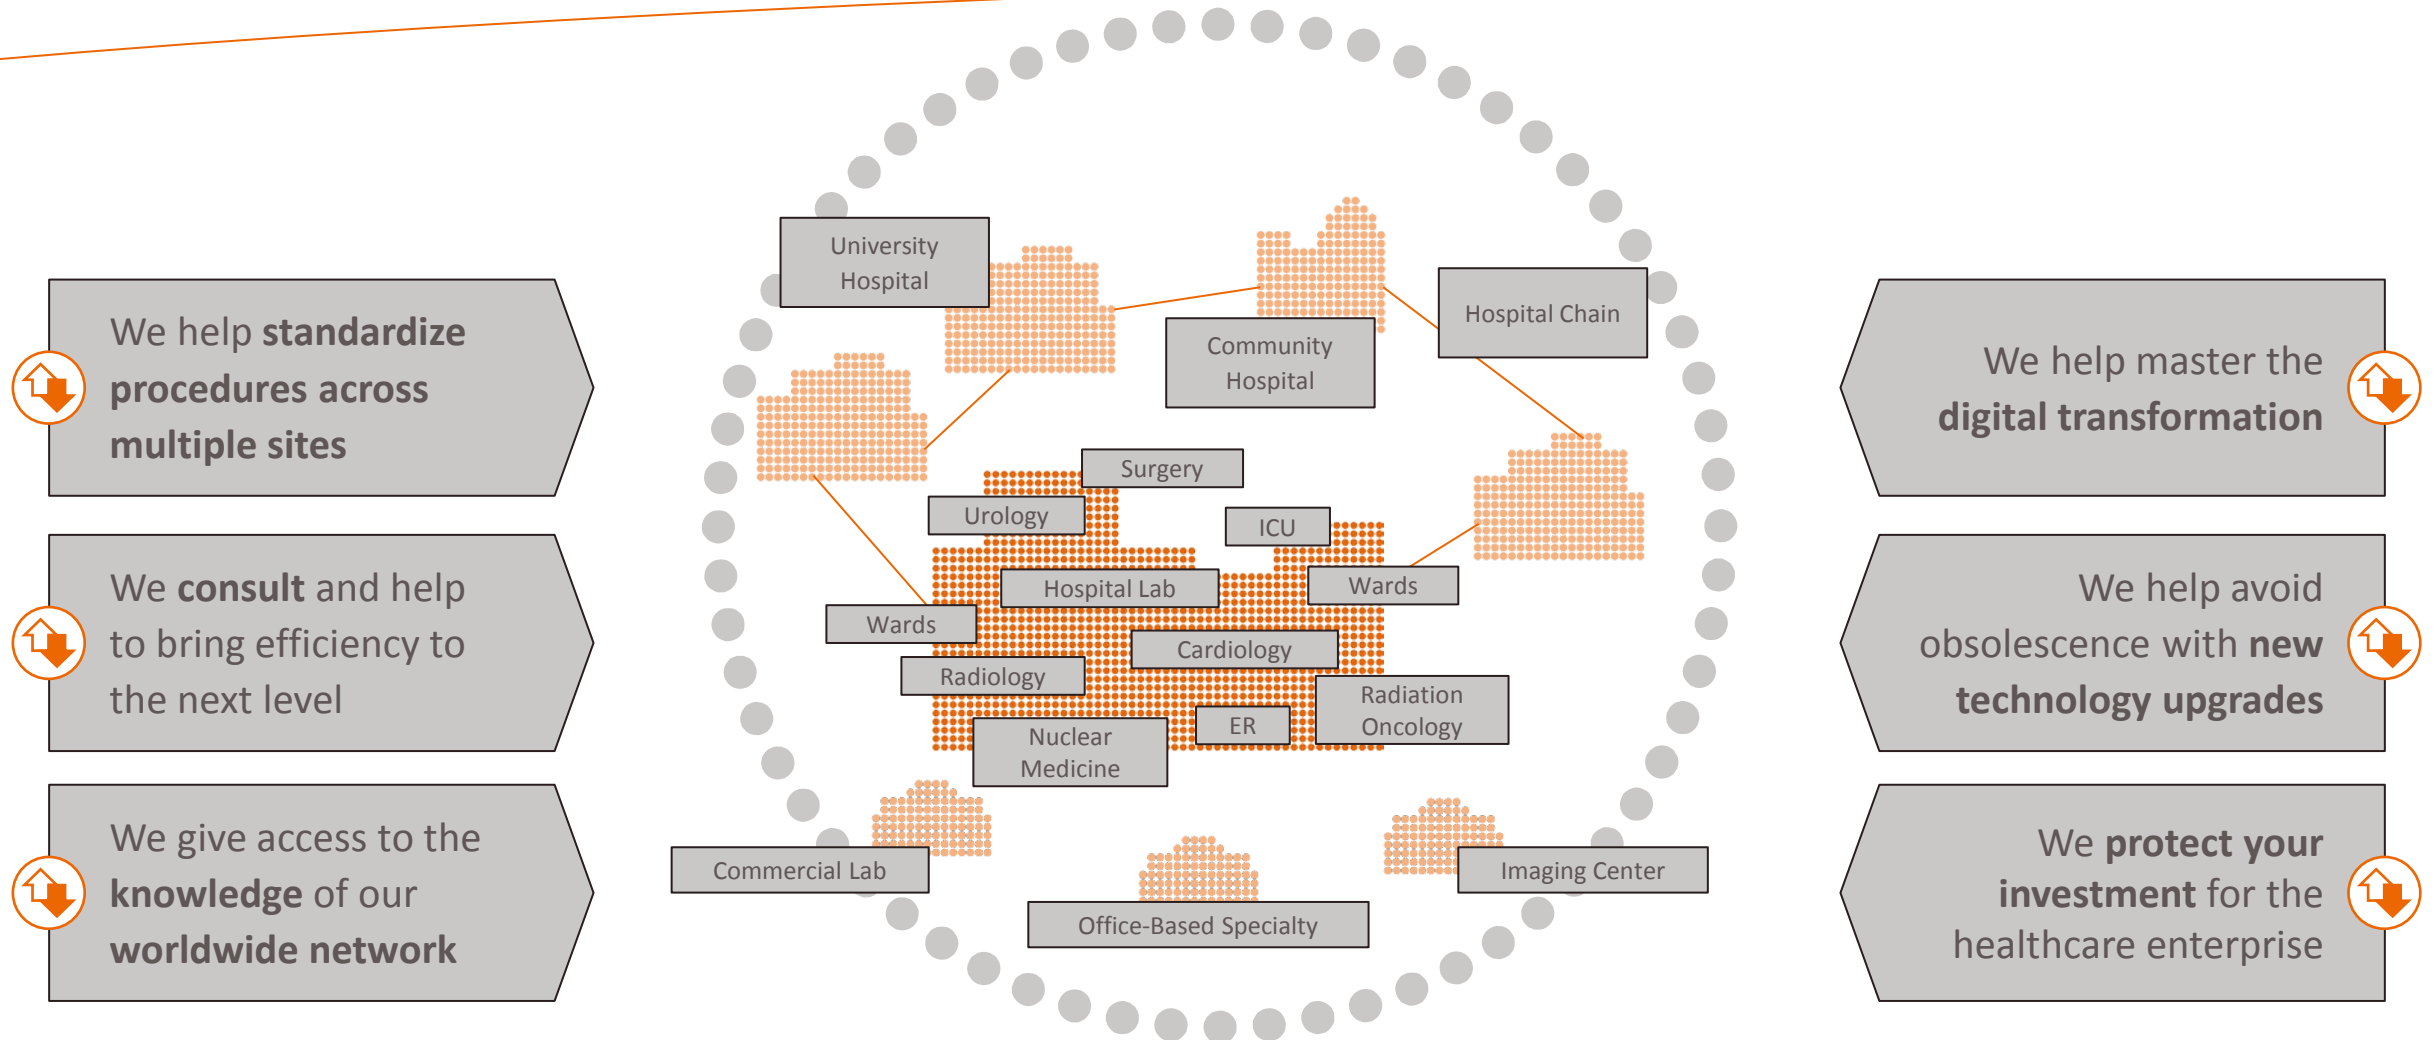 We help standardize
procedures across
multiple sites
We consult and help
to bring efficiency to
the next level
We give access to the
knowledge of our
worldwide network
University
Hospital
Community
Hospital
Hospital Chain
Surgery
Urology
ICU
Hospital Lab
Wards
Wards
Cardiology
Radiology
Radiation
Oncology
ER
Nuclear
Medicine
Commercial Lab
Imaging Center
Office-Based Specialty
We help master the
digital transformation
We help avoid
obsolescence with new
technology upgrades
We protect your
investment for the
healthcare enterprise